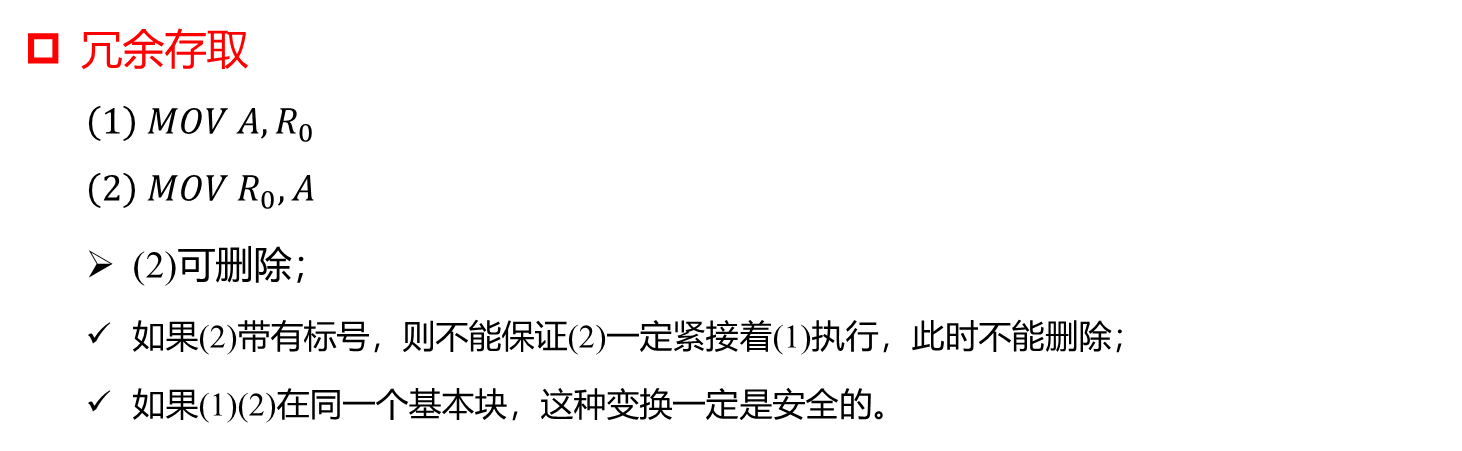 冗余存取
(1) MOV A, R₀
(2) MOV R₀, A
(2)可删除；
如果(2)带有标号，则不能保证(2)一定紧接着(1)执行，此时不能删除；
如果(1)(2)在同一个基本块，这种变换一定是安全的。